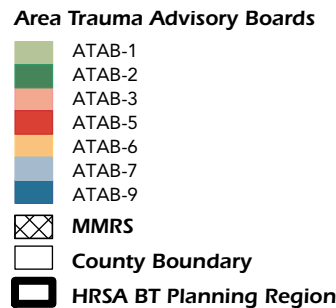 Area Trauma Advisory Boards
ATAB-1
ATAB-2
ATAB-3
ATAB-5
ATAB-6
ATAB-7
ATAB-9
MMRS
County Boundary
HRSA BT Planning Region